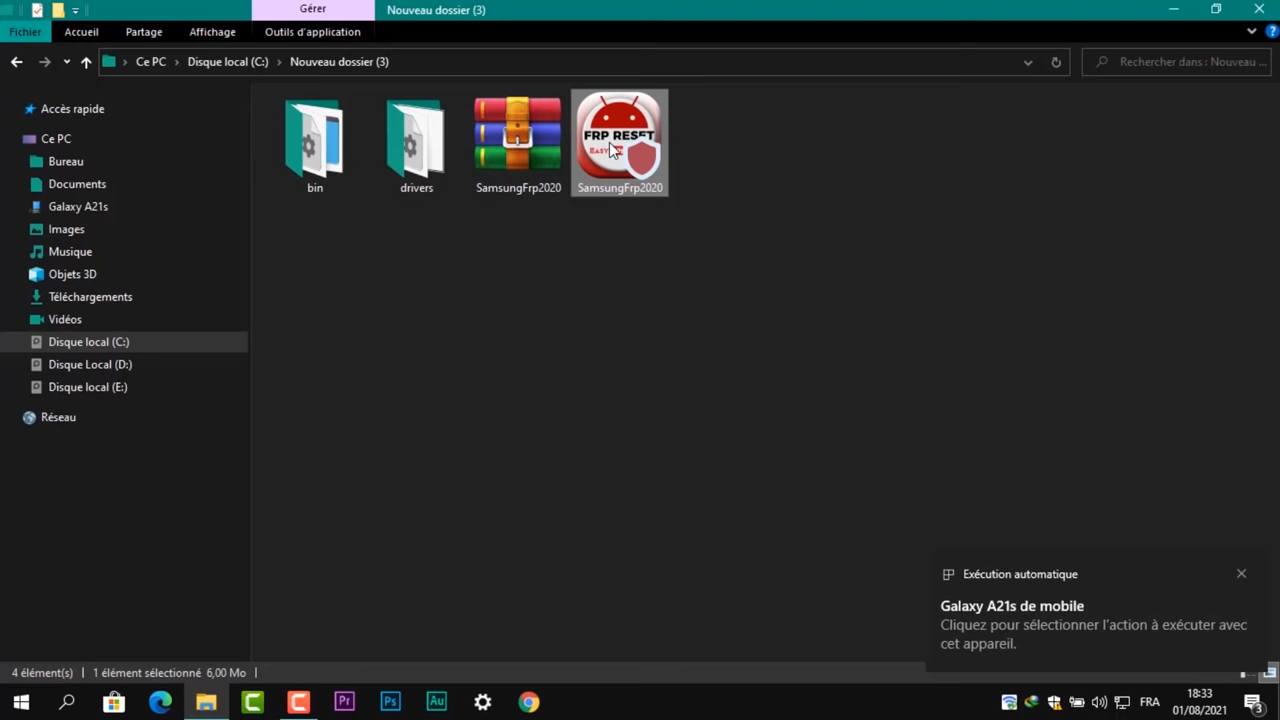 Gérer
Nouveau dossier (3)
Fichier
Accueil
Partage
Affichage
Outils d'application
Ce PC
Disque local (C:)
Nouveau dossier (3)
Rechercher dans : Nouveau ...
Accès rapide
Ce PC
Bureau
Documents
Galaxy A21s
Images
Musique
Objets 3D
Téléchargements
Vidéos
Disque local (C:)
Disque Local (D:)
Disque local (E:)
Réseau
bin
drivers
SamsungFrp2020
FRP RESET
SamsungFrp2020
Exécution automatique
Galaxy A21s de mobile
Cliquez pour sélectionner l'action à exécuter avec
cet appareil.
4 élément(s)
1 élément sélectionné 6,00 Mo
Pr
Ps
Au
FRA
18:33
01/08/2021
3